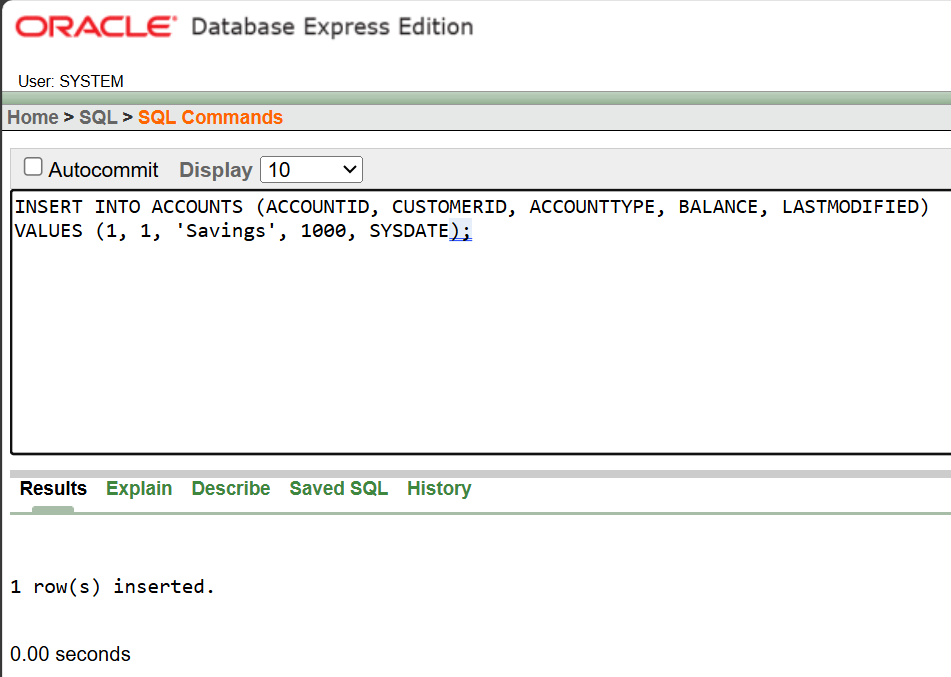 ORACLE® Database Express Edition
User: SYSTEM
Home > SQL > SQL Commands
Autocommit Display 10
INSERT INTO ACCOUNTS (ACCOUNTID, CUSTOMERID, ACCOUNTTYPE, BALANCE, LASTMODIFIED)
VALUES (1, 1, 'Savings', 1000, SYSDATE);
Results Explain Describe Saved SQL History
1 row(s) inserted.
0.00 seconds